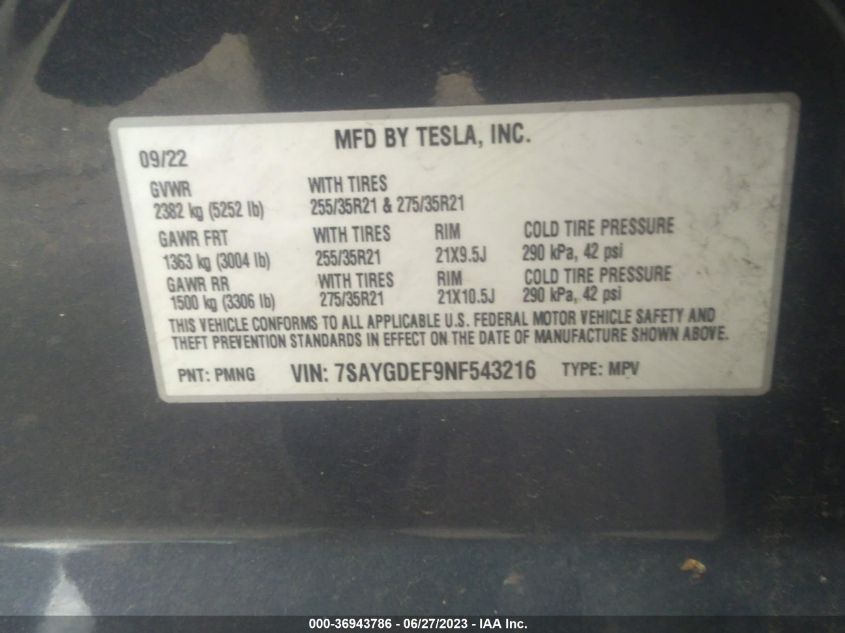 MFD BY TESLA, INC.
09/22
GVWR WITH TIRES
2382 kg (5252 lb) 255/35R21 & 275/35R21
GAWR FRT WITH TIRES RIM COLD TIRE PRESSURE
1363 kg (3004 lb) 255/35R21 21X9.5J 290 kPa, 42 psi
GAWR RR WITH TIRES RIM COLD TIRE PRESSURE
1500 kg (3306 lb) 275/35R21 21X10.5J 290 kPa, 42 psi
THIS VEHICLE CONFORMS TO ALL APPLICABLE U.S. FEDERAL MOTOR VEHICLE SAFETY AND
THEFT PREVENTION STANDARDS IN EFFECT ON THE DATE OF MANUFACTURE SHOWN ABOVE.
PNT: PMNG VIN: 7SAYGDEF9NF543216 TYPE: MPV
000-36943786 - 06/27/2023 - IAA Inc.